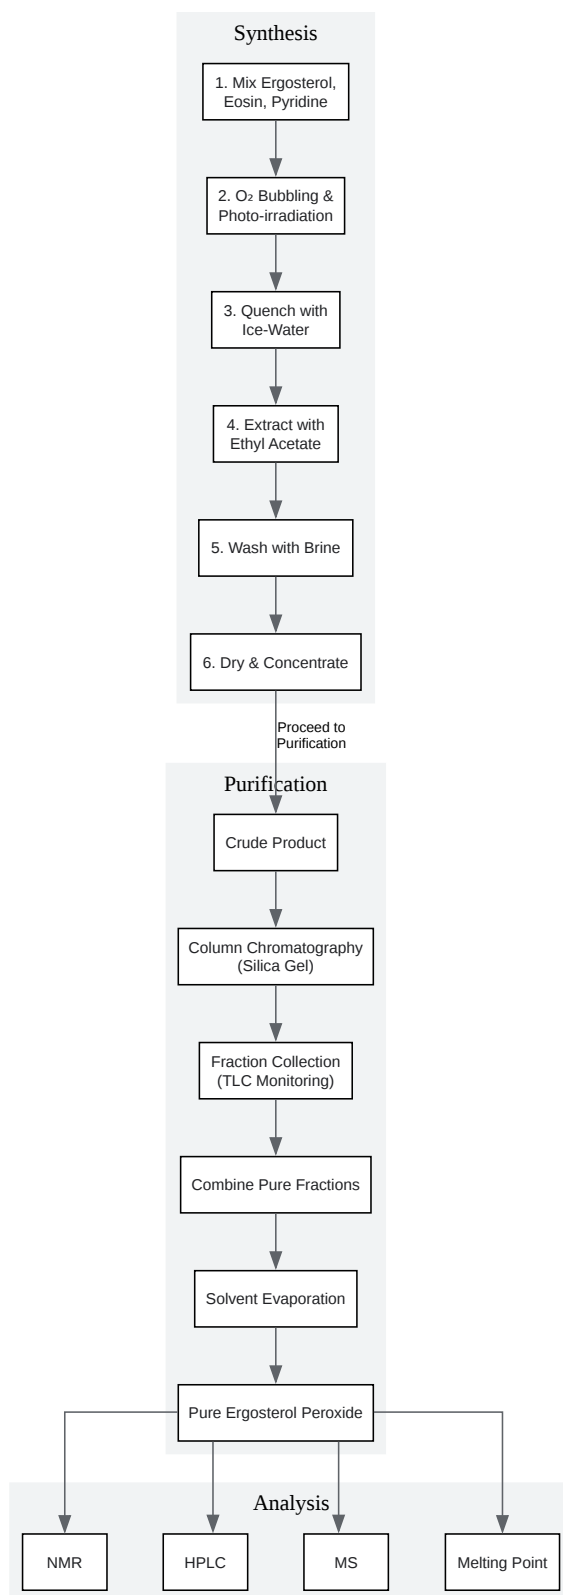 Synthesis
1. Mix Ergosterol,
Eosin, Pyridine
2. O₂ Bubbling &
Photo-irradiation
3. Quench with
Ice-Water
4. Extract with
Ethyl Acetate
5. Wash with Brine
6. Dry & Concentrate
Proceed to
Purification
Purification
Crude Product
Column Chromatography
(Silica Gel)
Fraction Collection
(TLC Monitoring)
Combine Pure Fractions
Solvent Evaporation
Pure Ergosterol Peroxide
Analysis
NMR
HPLC
MS
Melting Point